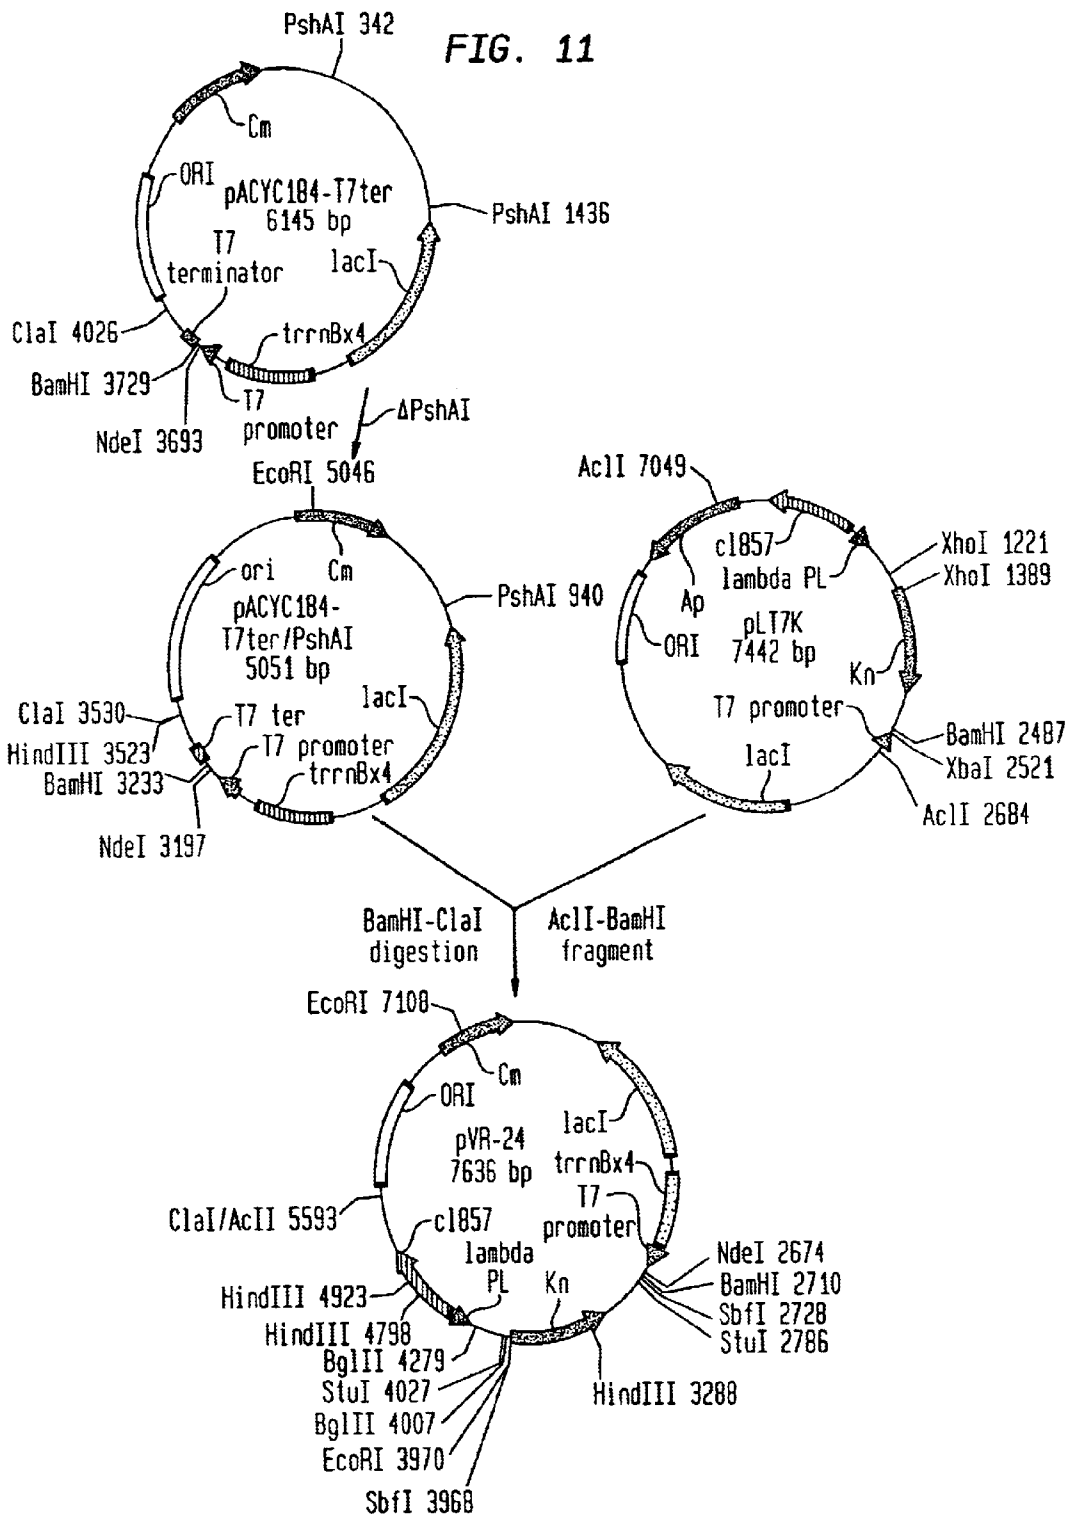 FIG. 11
PshAI 342
Cm
ORI
pACYC184-T7ter
6145 bp
PshAI 1436
T7
terminator
lacI
ClaI 4026
trrnBx4
BamHI 3729
T7
promoter
NdeI 3693
ΔPshAI
EcoRI 5046
ori
Cm
pACYC184-
T7ter/PshAI
5051 bp
PshAI 940
lacI
ClaI 3530
T7 ter
HindIII 3523
T7 promoter
BamHI 3233
trrnBx4
NdeI 3197
AclI 7049
cl857
XhoI 1221
lambda PL
XhoI 1389
Ap
pLT7K
ORI
7442 bp
Kn
T7 promoter
BamHI 2487
XbaI 2521
lacI
AclI 2684
BamHI-ClaI
digestion
AclI-BamHI
fragment
EcoRI 7108
Cm
ORI
lacI
pVR-24
7636 bp
trrnBx4
T7
promoter
ClaI/AcII 5593
cl857
lambda
PL
Kn
NdeI 2674
BamHI 2710
SbfI 2728
StuI 2786
HindIII 4923
HindIII 4798
BglII 4279
StuI 4027
HindIII 3288
BglII 4007
EcoRI 3970
SbfI 3968